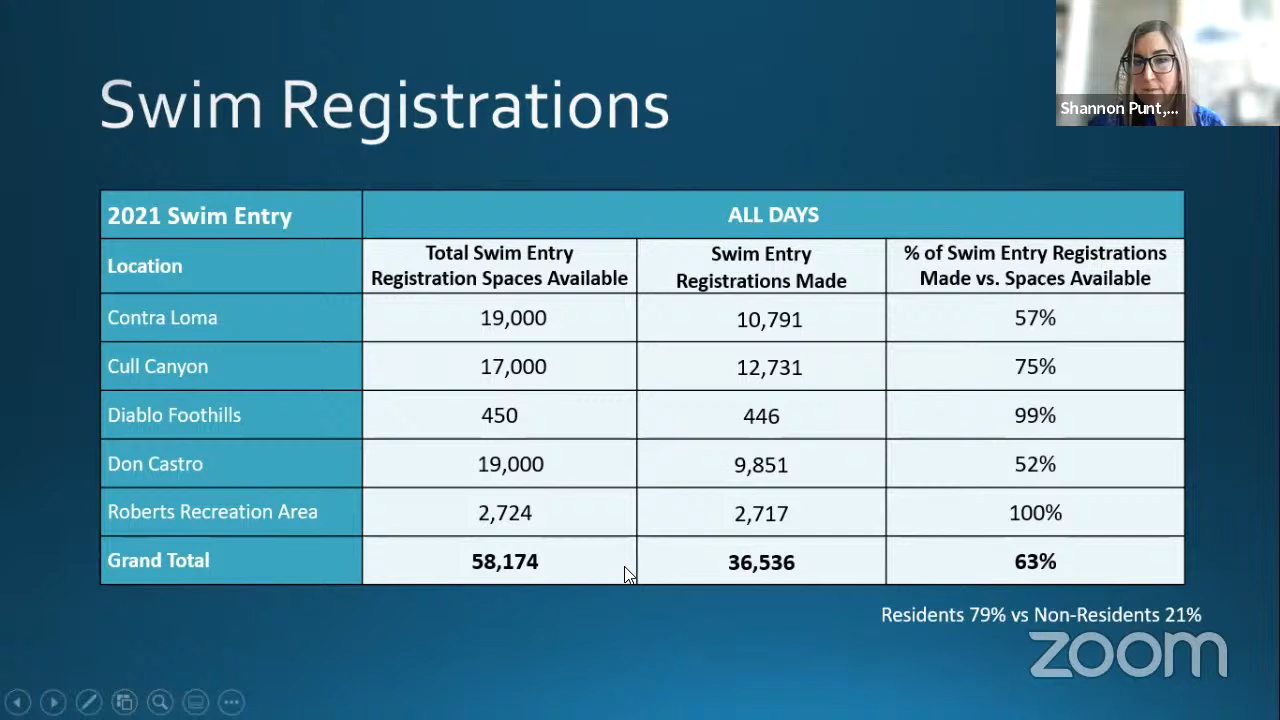 Swim Registrations
Shannon Punt,...
2021 Swim Entry
ALL DAYS
Location
Total Swim Entry
Registration Spaces Available
Swim Entry
Registrations Made
% of Swim Entry Registrations
Made vs. Spaces Available
Contra Loma 19,000 10,791 57%
Cull Canyon 17,000 12,731 75%
Diablo Foothills 450 446 99%
Don Castro 19,000 9,851 52%
Roberts Recreation Area 2,724 2,717 100%
Grand Total 58,174 36,536 63%
Residents 79% vs Non-Residents 21%
zoom